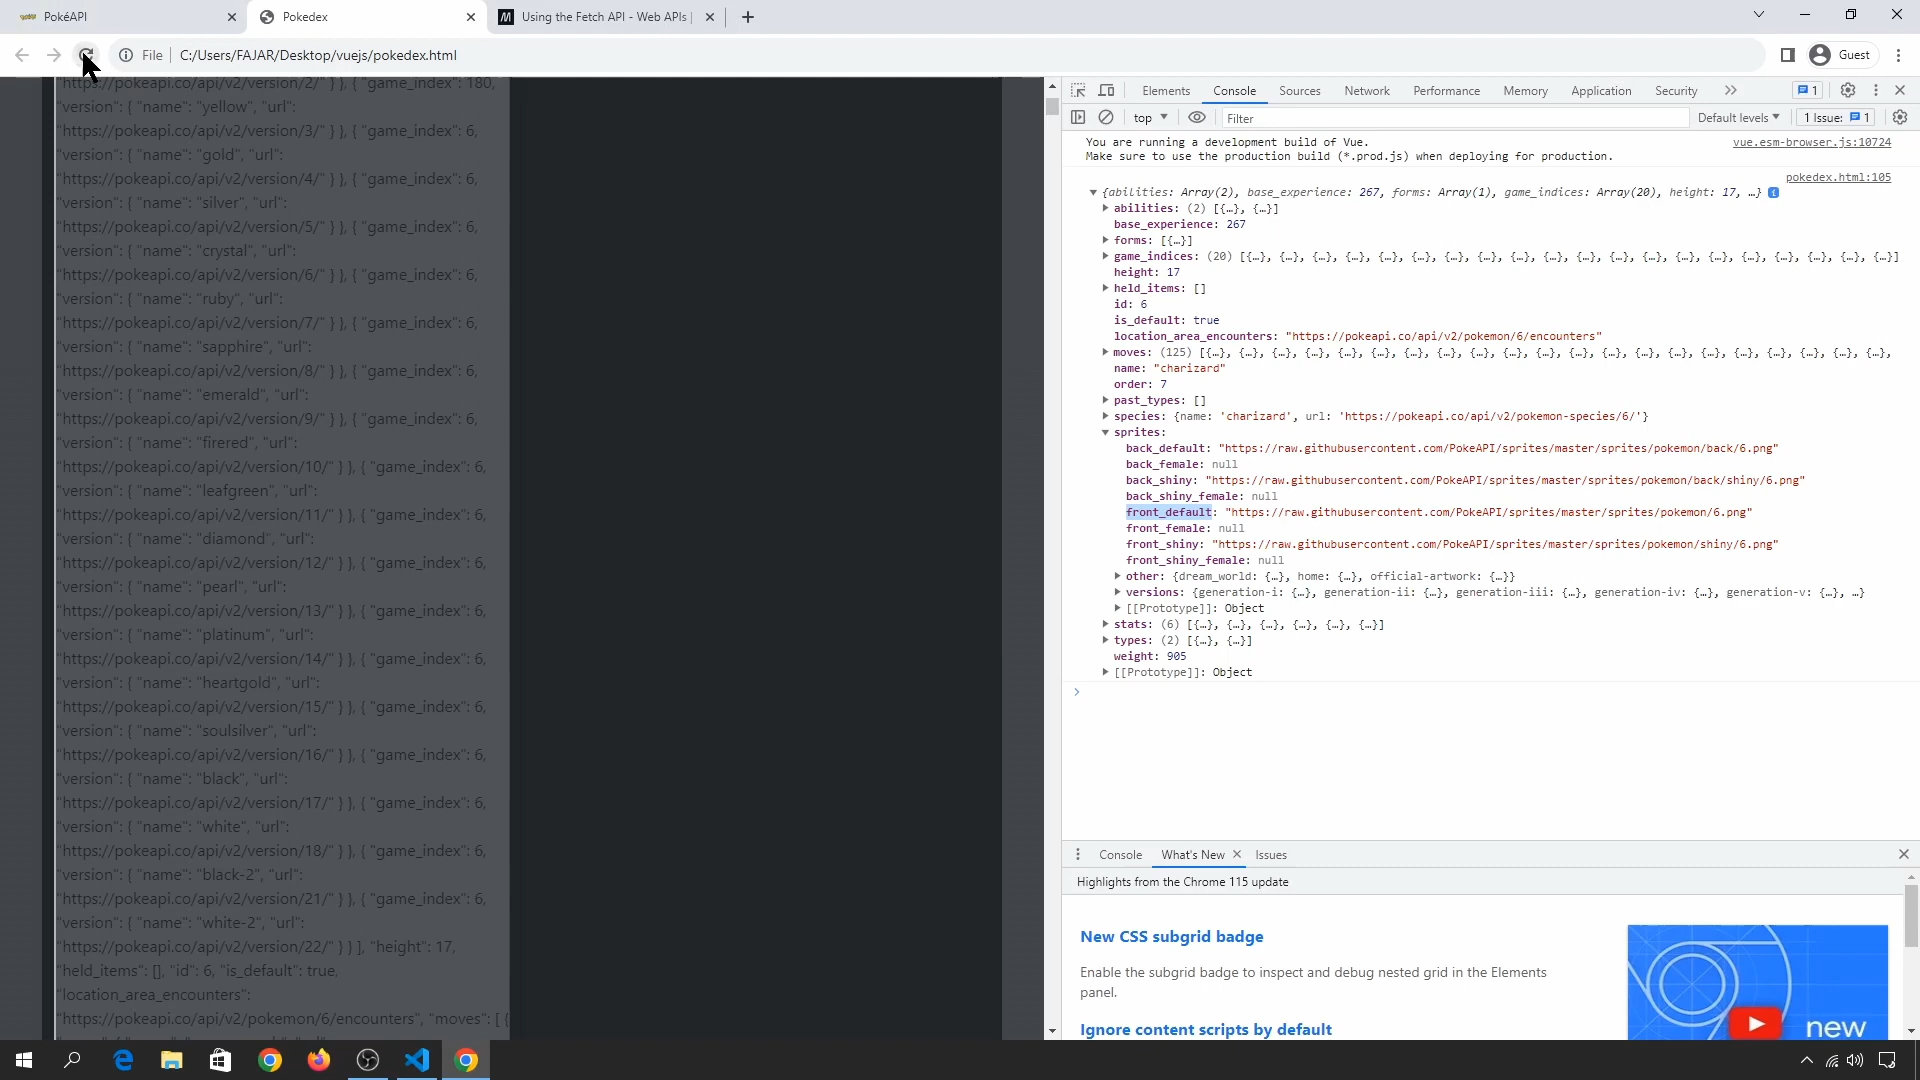 PokéAPI
Pokedex
Using the Fetch API - Web APIs |
File
C:/Users/FAJAR/Desktop/vuejs/pokedex.html
Guest
"https://pokeapi.co/api/v2/version/2/" } }, { "game_index": 180,
"version": { "name": "yellow", "url":
"https://pokeapi.co/api/v2/version/3/" } }, { "game_index": 6,
"version": { "name": "gold", "url":
"https://pokeapi.co/api/v2/version/4/" } }, { "game_index": 6,
"version": { "name": "silver", "url":
"https://pokeapi.co/api/v2/version/5/" } }, { "game_index": 6,
"version": { "name": "crystal", "url":
"https://pokeapi.co/api/v2/version/6/" } }, { "game_index": 6,
"version": { "name": "ruby", "url":
"https://pokeapi.co/api/v2/version/7/" } }, { "game_index": 6,
"version": { "name": "sapphire", "url":
"https://pokeapi.co/api/v2/version/8/" } }, { "game_index": 6,
"version": { "name": "emerald", "url":
"https://pokeapi.co/api/v2/version/9/" } }, { "game_index": 6,
"version": { "name": "firered", "url":
"https://pokeapi.co/api/v2/version/10/" } }, { "game_index": 6,
"version": { "name": "leafgreen", "url":
"https://pokeapi.co/api/v2/version/11/" } }, { "game_index": 6,
"version": { "name": "diamond", "url":
"https://pokeapi.co/api/v2/version/12/" } }, { "game_index": 6,
"version": { "name": "pearl", "url":
"https://pokeapi.co/api/v2/version/13/" } }, { "game_index": 6,
"version": { "name": "platinum", "url":
"https://pokeapi.co/api/v2/version/14/" } }, { "game_index": 6,
"version": { "name": "heartgold", "url":
"https://pokeapi.co/api/v2/version/15/" } }, { "game_index": 6,
"version": { "name": "soulsilver", "url":
"https://pokeapi.co/api/v2/version/16/" } }, { "game_index": 6,
"version": { "name": "black", "url":
"https://pokeapi.co/api/v2/version/17/" } }, { "game_index": 6,
"version": { "name": "white", "url":
"https://pokeapi.co/api/v2/version/18/" } }, { "game_index": 6,
"version": { "name": "black-2", "url":
"https://pokeapi.co/api/v2/version/21/" } }, { "game_index": 6,
"version": { "name": "white-2", "url":
"https://pokeapi.co/api/v2/version/22/" } } ], "height": 17,
"held_items": [], "id": 6, "is_default": true,
"location_area_encounters":
"https://pokeapi.co/api/v2/pokemon/6/encounters", "moves": [ {
Elements Console Sources Network Performance Memory Application Security 1
top Filter Default levels 1 Issue: 1
You are running a development build of Vue. vue.esm-browser.js:10724
Make sure to use the production build (*.prod.js) when deploying for production.
pokedex.html:105
{abilities: Array(2), base_experience: 267, forms: Array(1), game_indices: Array(20), height: 17, …}
abilities: (2) [{…}, {…}]
base_experience: 267
forms: [{…}]
game_indices: (20) [{…}, {…}, {…}, {…}, {…}, {…}, {…}, {…}, {…}, {…}, {…}, {…}, {…}, {…}, {…}, {…}, {…}, {…}, {…}, {…}]
height: 17
held_items: []
id: 6
is_default: true
location_area_encounters: "https://pokeapi.co/api/v2/pokemon/6/encounters"
moves: (125) [{…}, {…}, {…}, {…}, {…}, {…}, {…}, {…}, {…}, {…}, {…}, {…}, {…}, {…}, {…}, {…}, {…}, {…}, {…}, {…}, {…},
name: "charizard"
order: 7
past_types: []
species: {name: 'charizard', url: 'https://pokeapi.co/api/v2/pokemon-species/6/'}
sprites:
back_default: "https://raw.githubusercontent.com/PokeAPI/sprites/master/sprites/pokemon/back/6.png"
back_female: null
back_shiny: "https://raw.githubusercontent.com/PokeAPI/sprites/master/sprites/pokemon/back/shiny/6.png"
back_shiny_female: null
front_default: "https://raw.githubusercontent.com/PokeAPI/sprites/master/sprites/pokemon/6.png"
front_female: null
front_shiny: "https://raw.githubusercontent.com/PokeAPI/sprites/master/sprites/pokemon/shiny/6.png"
front_shiny_female: null
other: {dream_world: {…}, home: {…}, official-artwork: {…}}
versions: {generation-i: {…}, generation-ii: {…}, generation-iii: {…}, generation-iv: {…}, generation-v: {…}, …}
[[Prototype]]: Object
stats: (6) [{…}, {…}, {…}, {…}, {…}, {…}]
types: (2) [{…}, {…}]
weight: 905
[[Prototype]]: Object
Console What's New Issues
Highlights from the Chrome 115 update
New CSS subgrid badge
Enable the subgrid badge to inspect and debug nested grid in the Elements
panel.
Ignore content scripts by default
new